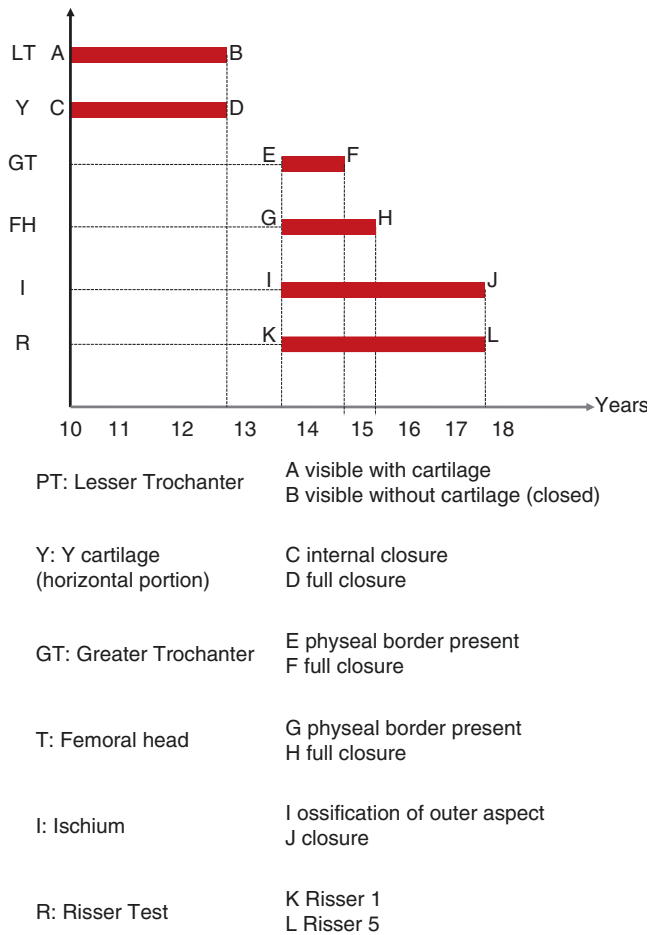 LT A B
Y C D
GT E F
FH G H
I I J
R K L
Years
10 11 12 13 14 15 16 17 18
PT: Lesser Trochanter
A visible with cartilage
B visible without cartilage (closed)
Y: Y cartilage
(horizontal portion)
C internal closure
D full closure
GT: Greater Trochanter
E physeal border present
F full closure
T: Femoral head
G physeal border present
H full closure
I: Ischium
I ossification of outer aspect
J closure
R: Risser Test
K Risser 1
L Risser 5